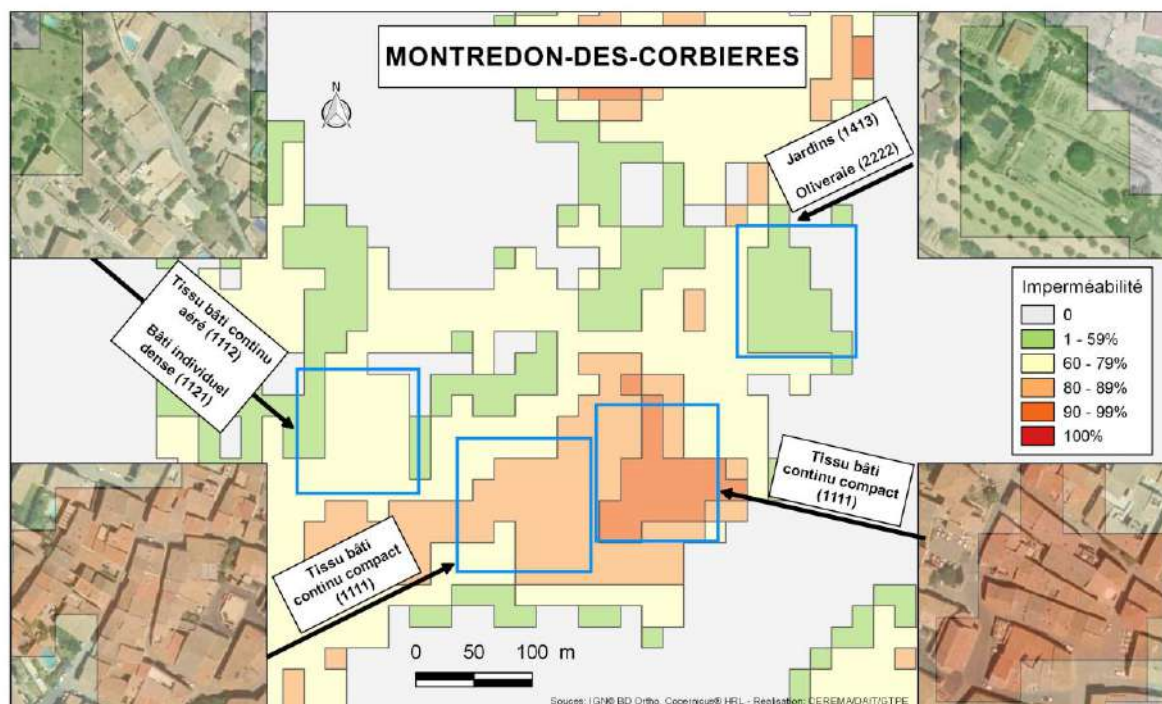 MONTREDON-DES-CORBIERES
N
Jardins (1413)
Oliveraie (2222)
Tissu bâti continu
aéré (1112)
Bâti individuel
dense (1121)
Imperméabilité
0
1 - 59%
60 - 79%
80 - 89%
90 - 99%
100%
Tissu bâti
continu compact
(1111)
Tissu bâti
continu compact
(1111)
0 50 100 m
Souces: IGN© BD Ortho, Copernicus® HRL - Réalisation: CEREMA/DAIT/GTPE